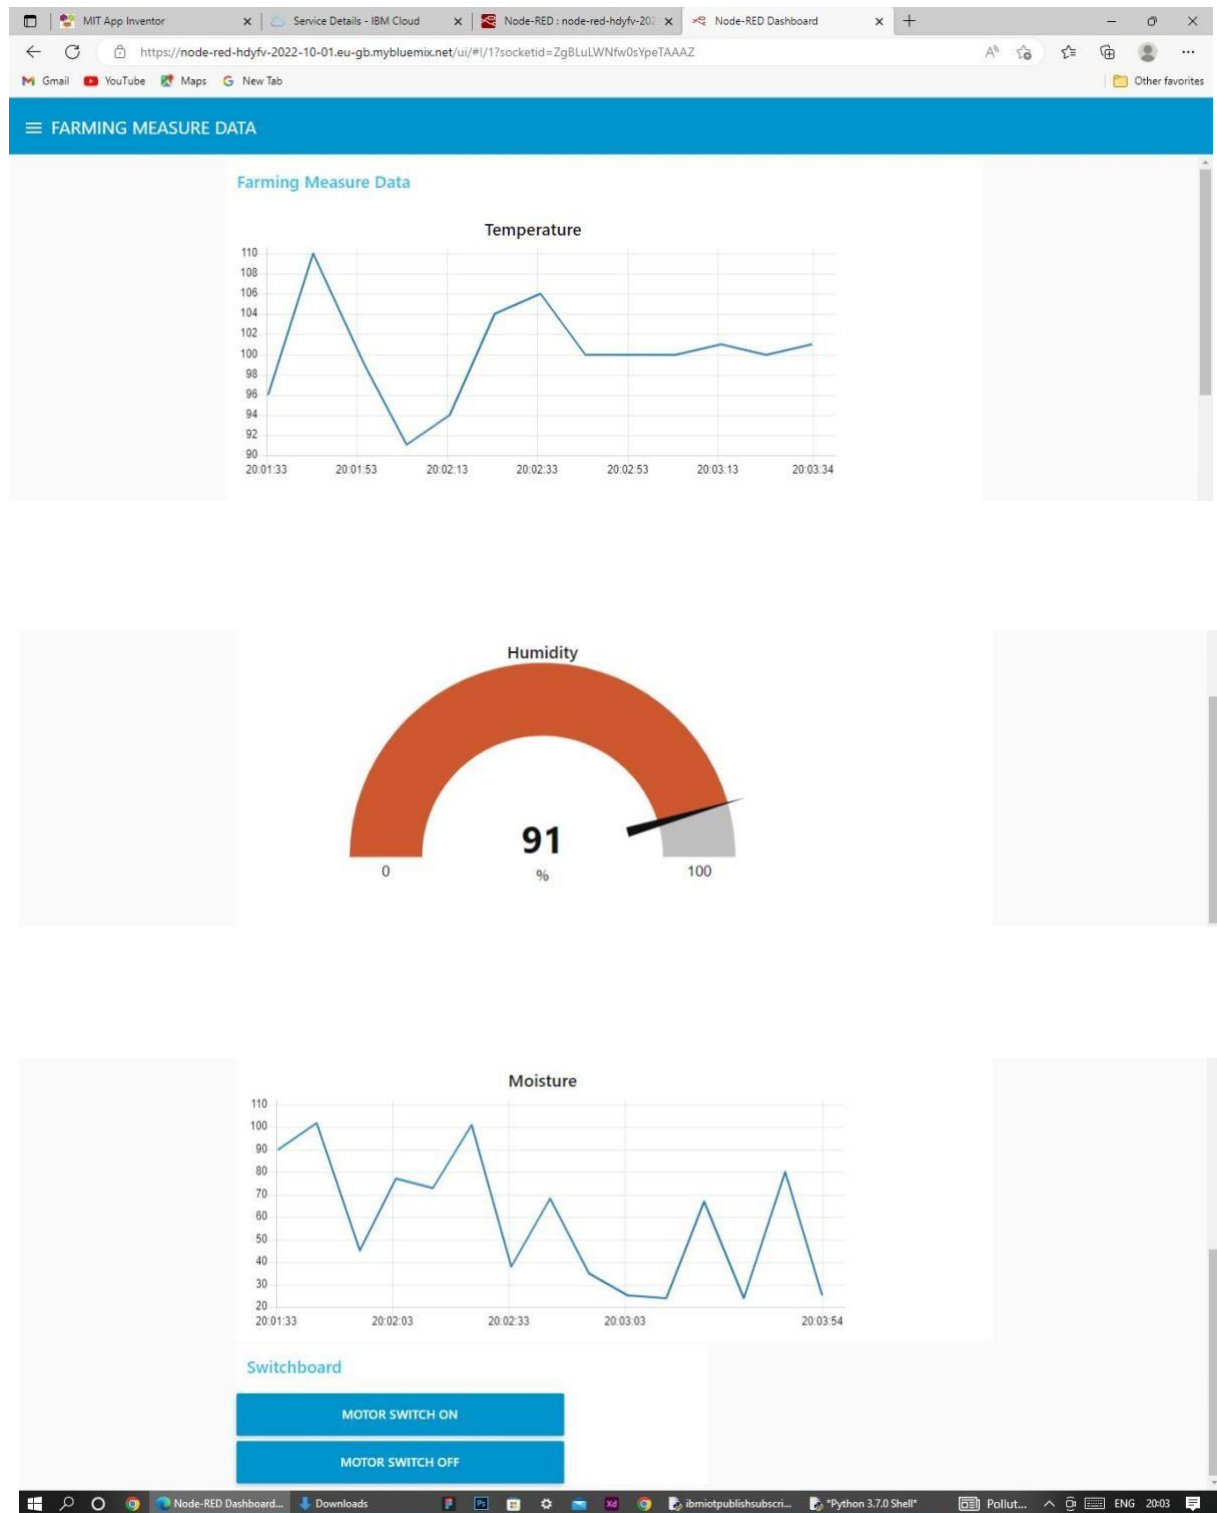 MIT App Inventor
Service Details - IBM Cloud
Node-RED : node-red-hdyfv-202
Node-RED Dashboard
https://node-red-hdyfv-2022-10-01.eu-gb.mybluemix.net/ui/#!/1?socketid=ZgBLuLWNfw0sYpeTAAAZ
Gmail YouTube Maps New Tab Other favorites
FARMING MEASURE DATA
Farming Measure Data
Temperature
110
108
106
104
102
100
98
96
94
92
90
20:01:33 20:01:53 20:02:13 20:02:33 20:02:53 20:03:13 20:03:34
Humidity
91
%
0 100
Moisture
110
100
90
80
70
60
50
40
30
20
20:01:33 20:02:03 20:02:33 20:03:03 20:03:54
Switchboard
MOTOR SWITCH ON
MOTOR SWITCH OFF
Node-RED Dashboard... Downloads ibmiotpublishsubscri... *Python 3.7.0 Shell* Pollut... ENG 20:03